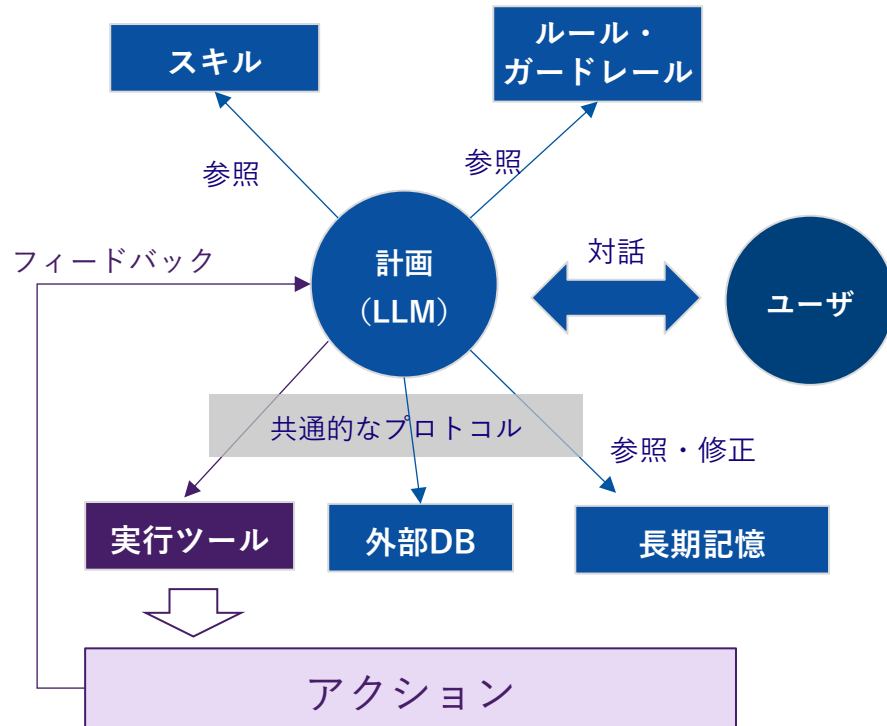 スキル
ルール・
ガードレール
参照
参照
フィードバック
計画
（LLM）
対話
ユーザ
共通的なプロトコル
参照・修正
実行ツール
外部DB
長期記憶
アクション